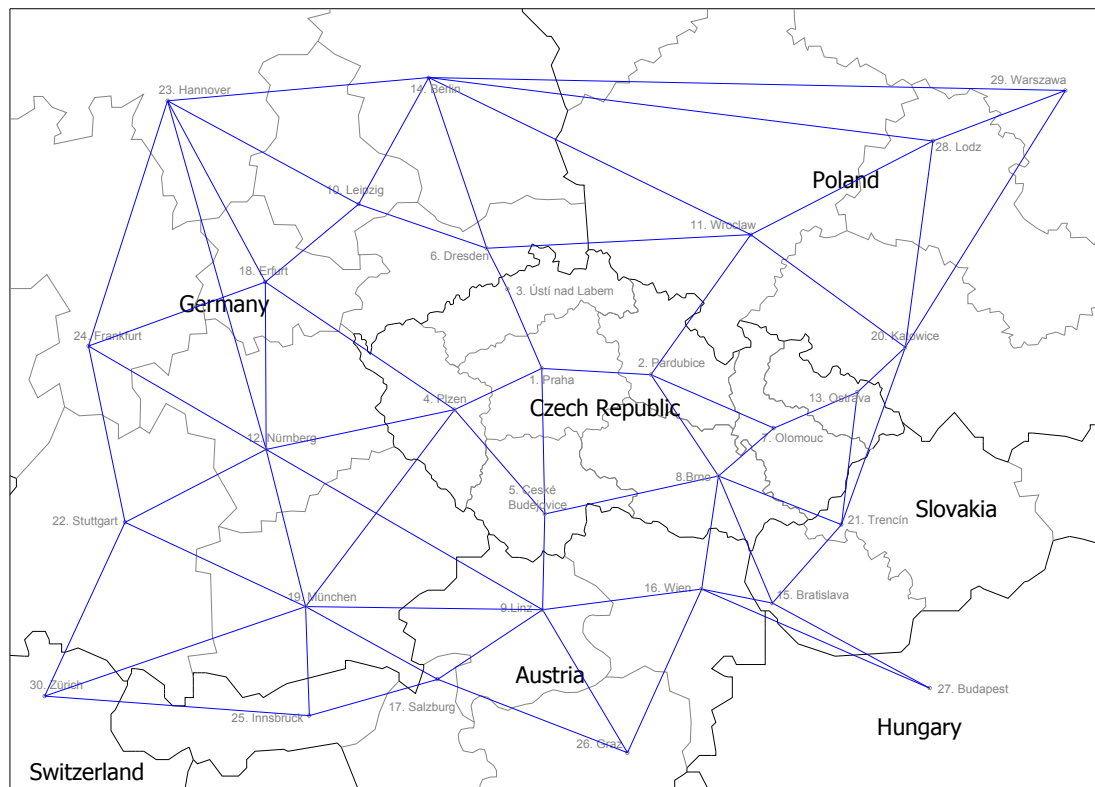 23. Hannover
14. Berlin
29. Warszawa
28. Lodz
Poland
10. Leipzig
11. Wroclaw
6. Dresden
18. Erfurt
3. Ústí nad Labem
Germany
24. Frankfurt
20. Katowice
2. Pardubice
1. Praha
4. Plzen
13. Ostrava
Czech Republic
7. Olomouc
12. Nürnberg
8.Brno
5. České
Budejovice
Slovakia
22. Stuttgart
21. Trencín
16. Wien
19. München
15. Bratislava
9.Linz
Austria
30. Zürich
27. Budapest
17. Salzburg
25. Innsbruck
Hungary
26. Graz
Switzerland